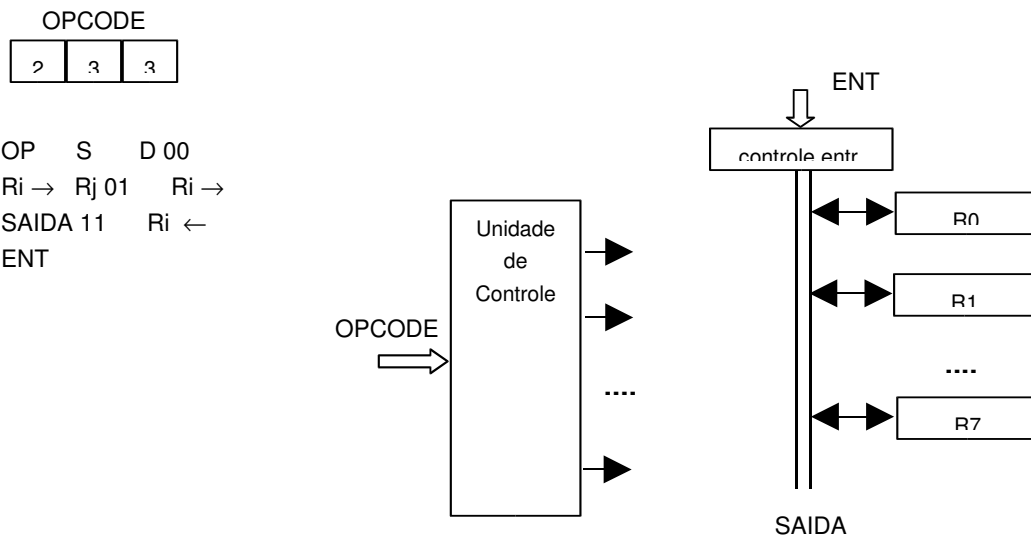 OPCODE
2 3 3
OP S D 00
Ri → Rj 01 Ri →
SAIDA 11 Ri ←
ENT
ENT
controle entr
Unidade
de
Controle
OPCODE
R0
R1
....
....
R7
SAIDA